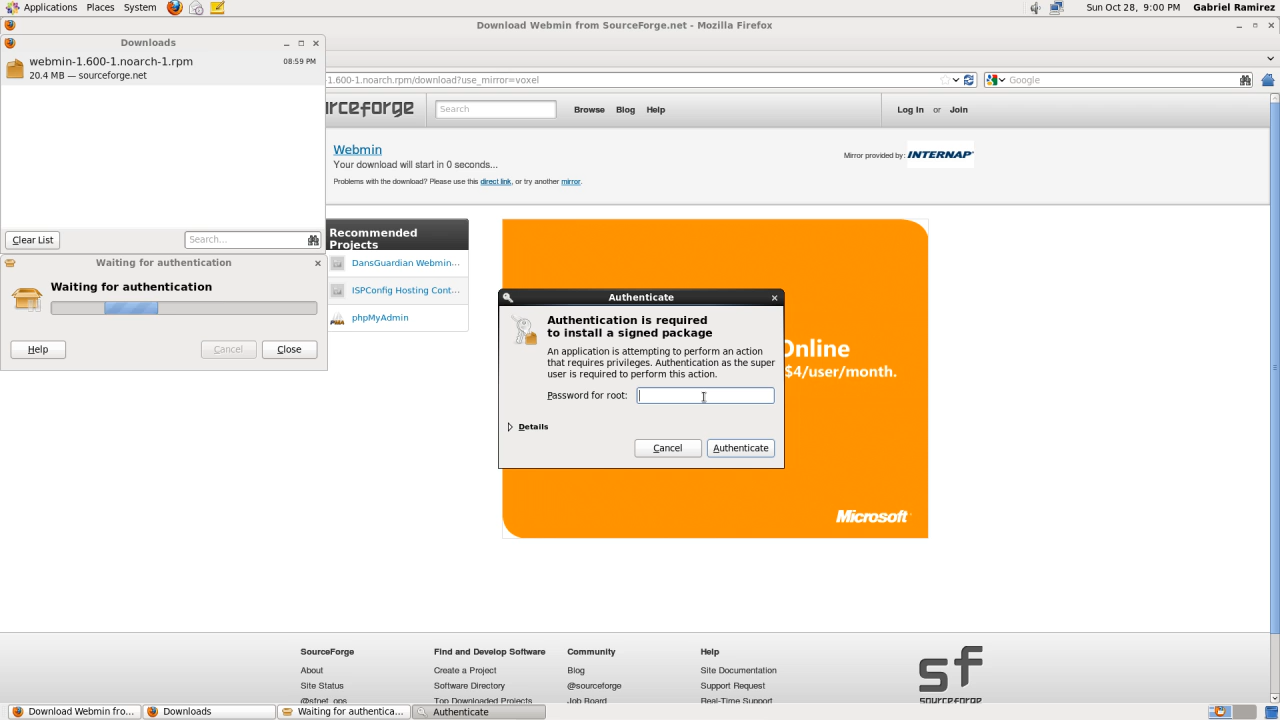 Applications Places System
Sun Oct 28, 9:00 PM Gabriel Ramirez
Download Webmin from SourceForge.net - Mozilla Firefox
Downloads
webmin-1.600-1.noarch-1.rpm
08:59 PM
20.4 MB — sourceforge.net
Clear List
Search...
-1.600-1.noarch.rpm/download?use_mirror=voxel
Google
urceforge
Search
Browse Blog Help
Log In or Join
Webmin
Your download will start in 0 seconds...
Problems with the download? Please use this direct link, or try another mirror.
Mirror provided by: INTERNAP
Waiting for authentication
Waiting for authentication
Help
Cancel
Close
Recommended
Projects
DansGuardian Webmin...
ISPConfig Hosting Cont...
phpMyAdmin
Online
$4/user/month.
Microsoft
Authenticate
Authentication is required
to install a signed package
An application is attempting to perform an action
that requires privileges. Authentication as the super
user is required to perform this action.
Password for root:
Details
Cancel
Authenticate
SourceForge
About
Site Status
@sfnet_ops
Find and Develop Software
Create a Project
Software Directory
Top Downloaded Projects
Community
Blog
@sourceforge
Job Board
Help
Site Documentation
Support Request
Real-Time Support
sf
SOURCEFORGE
Download Webmin fro...
Downloads
Waiting for authentica...
Authenticate